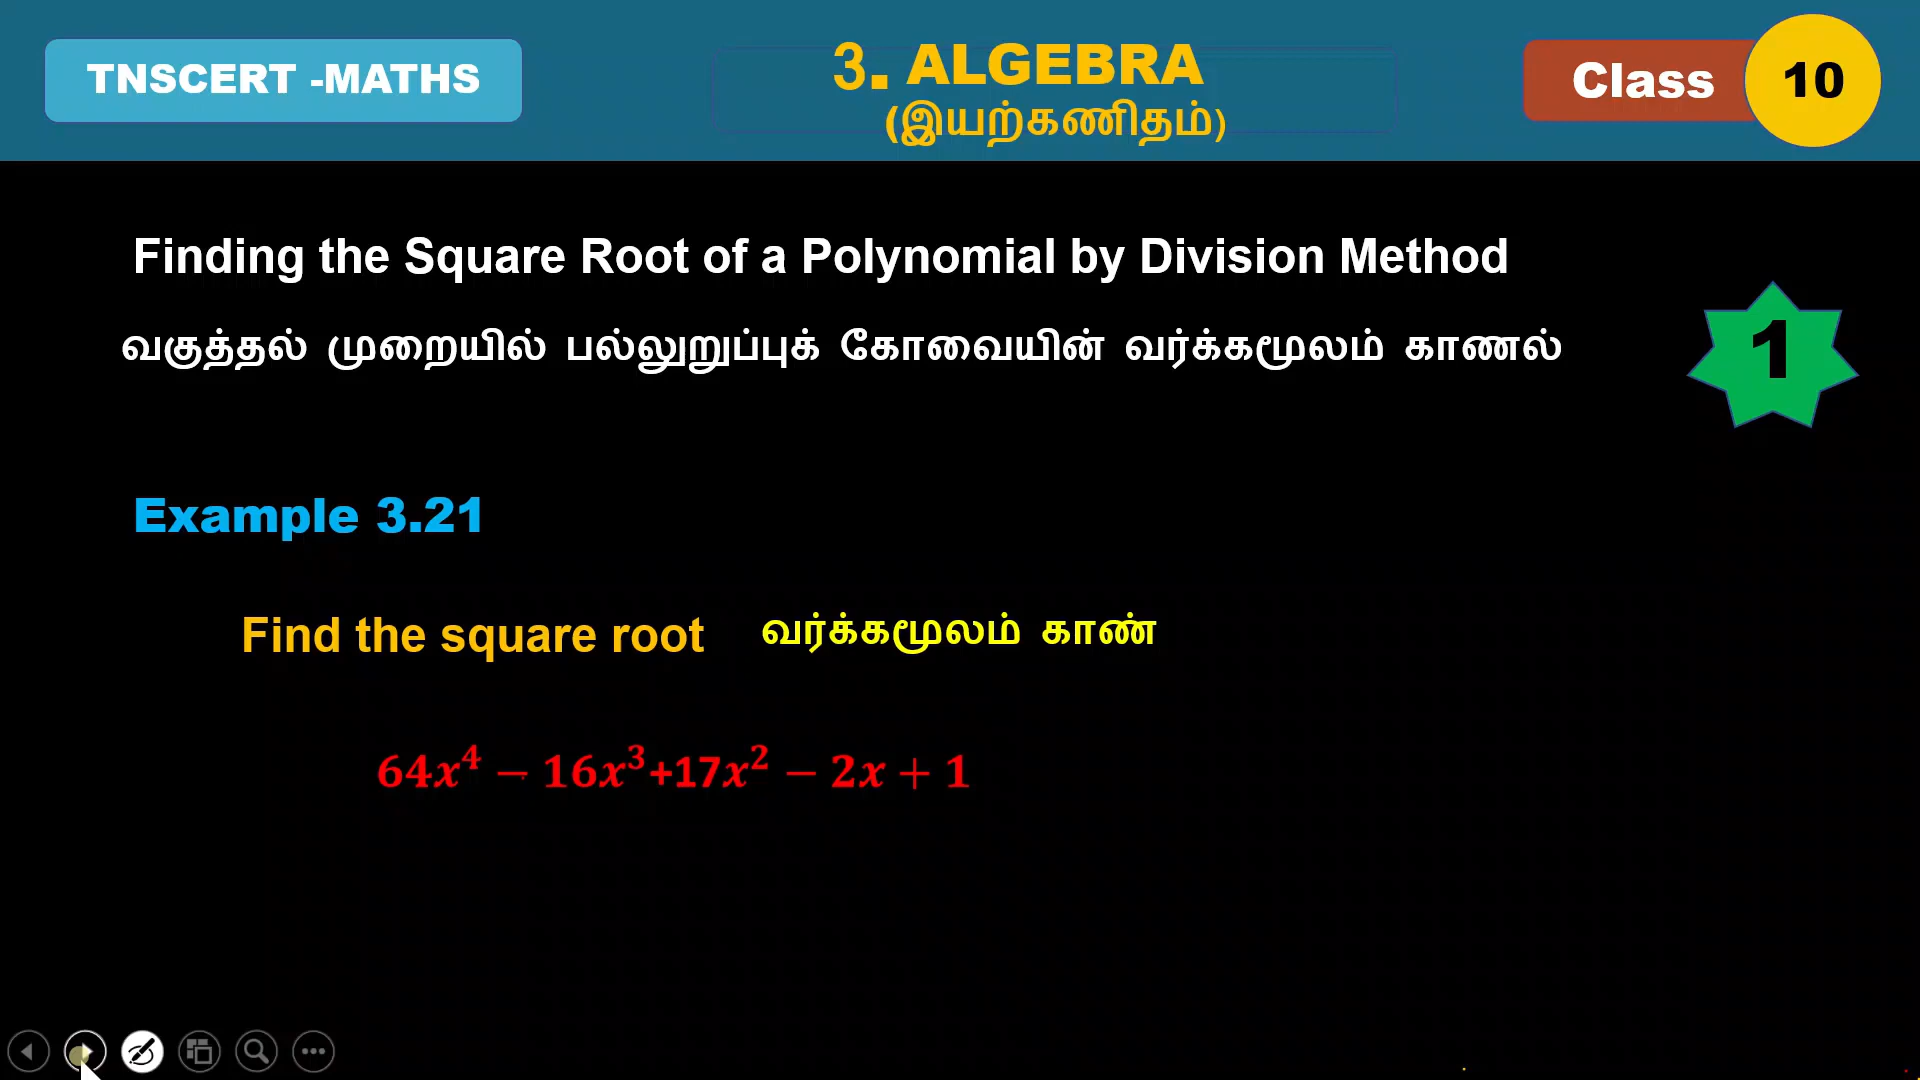 TNSCERT -MATHS
3. ALGEBRA
(இயற்கணிதம்)
Class 10
Finding the Square Root of a Polynomial by Division Method
வகுத்தல் முறையில் பல்லுறுப்புக் கோவையின் வர்க்கமூலம் காணல்
1
Example 3.21
Find the square root வர்க்கமூலம் காண்
64x⁴ − 16x³+17x² − 2x + 1